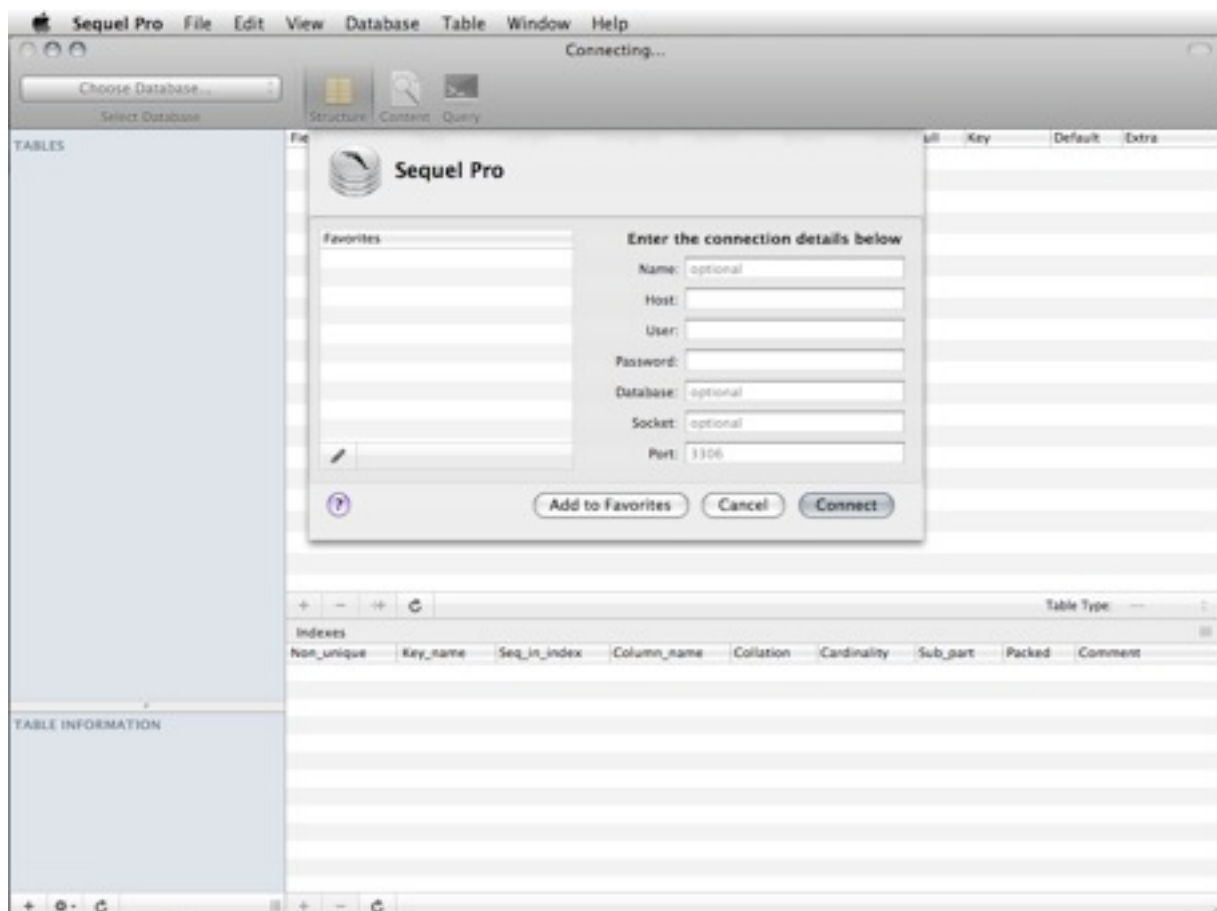 Sequel Pro File Edit View Database Table Window Help
Connecting...
Choose Database...
Select Database
Structure Content Query
TABLES
Fie
ull Key Default Extra
Sequel Pro
Favorites
Enter the connection details below
Name: optional
Host:
User:
Password:
Database: optional
Socket: optional
Port: 3306
?
Add to Favorites Cancel Connect
Table Type: —
Indexes
Non_unique Key_name Seq_in_index Column_name Collation Cardinality Sub_part Packed Comment
TABLE INFORMATION